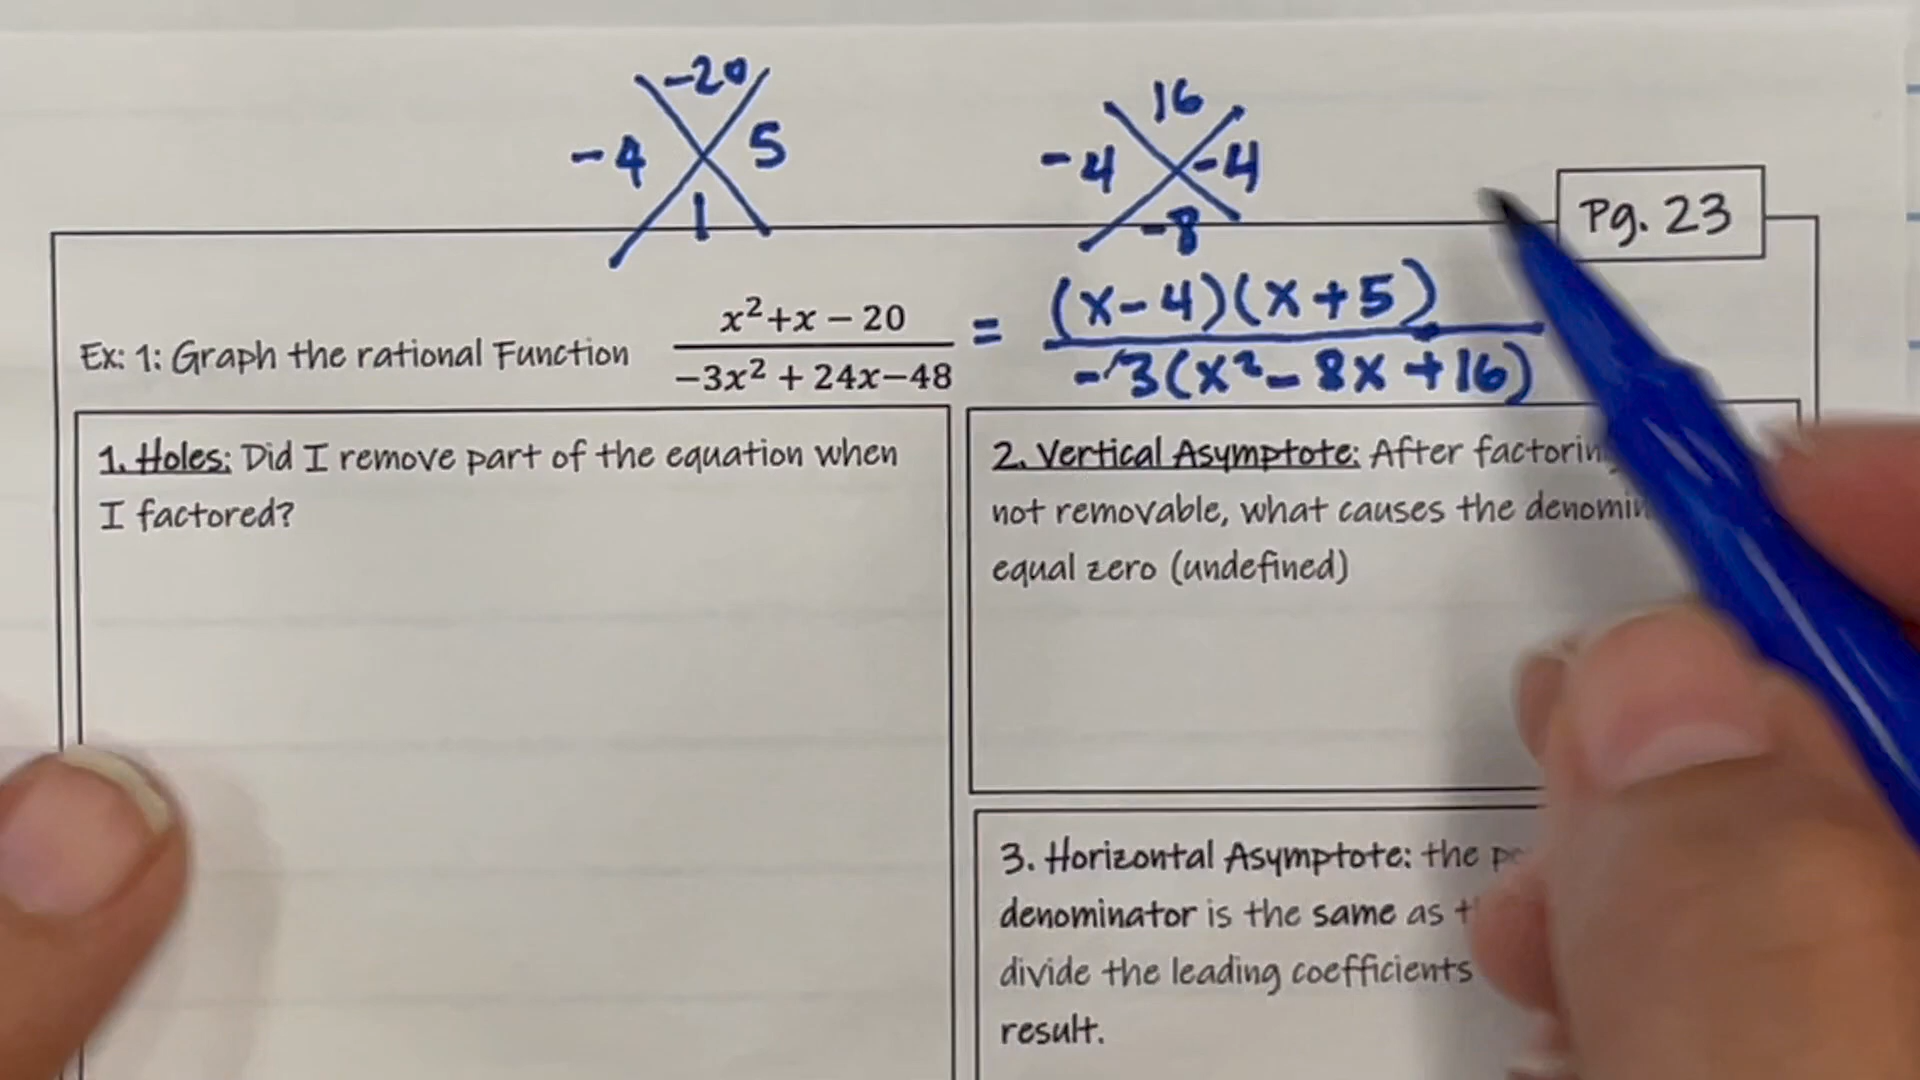 -20
-4 5
1
16
-4 -4
-8
Pg. 23
Ex: 1: Graph the rational Function x²+x – 20 / −3x² + 24x−48 = (x-4)(x+5) / -3(x²-8x+16)
1. Holes: Did I remove part of the equation when
I factored?
2. Vertical Asymptote: After
not removable, what causes the
equal zero (undefined)
3. Horizontal Asymptote: the
denominator is the same as
divide the leading coefficients
result.